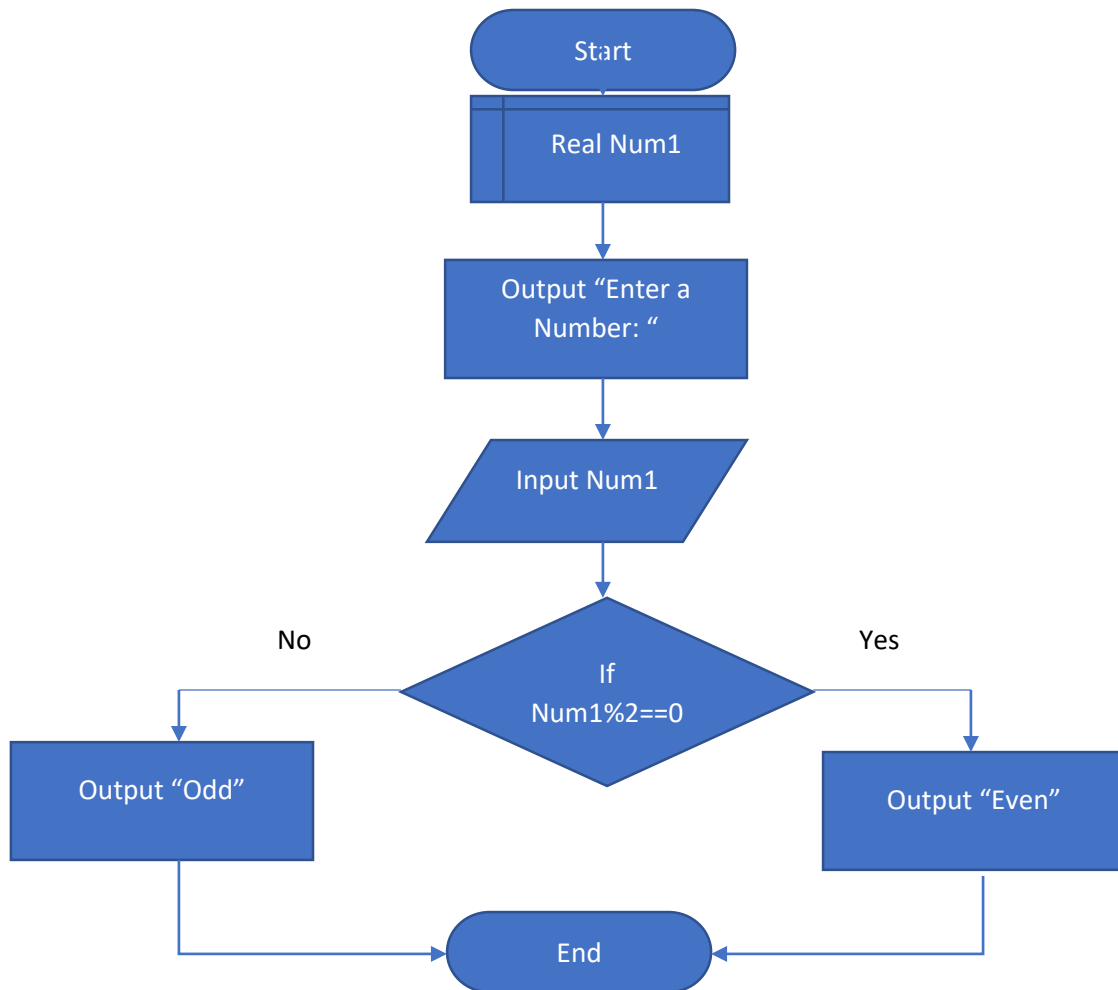 Start
Real Num1
Output “Enter a
Number: “
Input Num1
No
Yes
If
Num1%2==0
Output “Odd”
Output “Even”
End